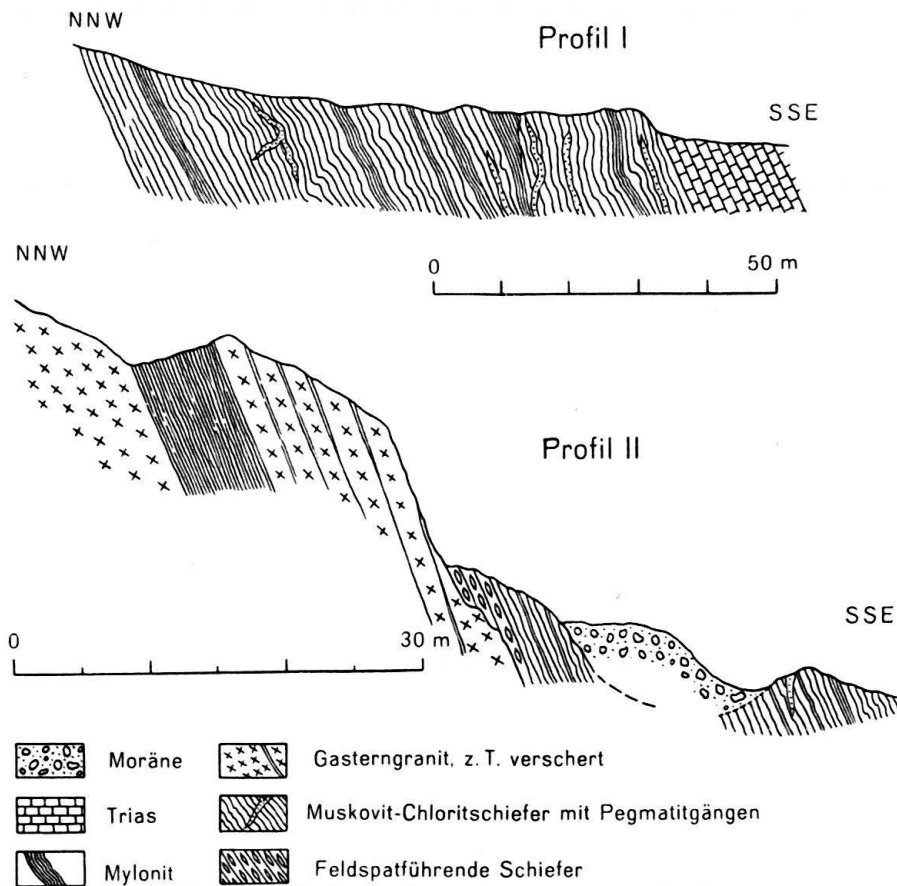 NNW
Profil I
SSE
NNW
0 50 m
Profil II
SSE
0 30 m
Moräne
Gasterngranit, z. T. verschert
Trias
Muskovit-Chloritschiefer mit Pegmatitgängen
Mylonit
Feldspatführende Schiefer